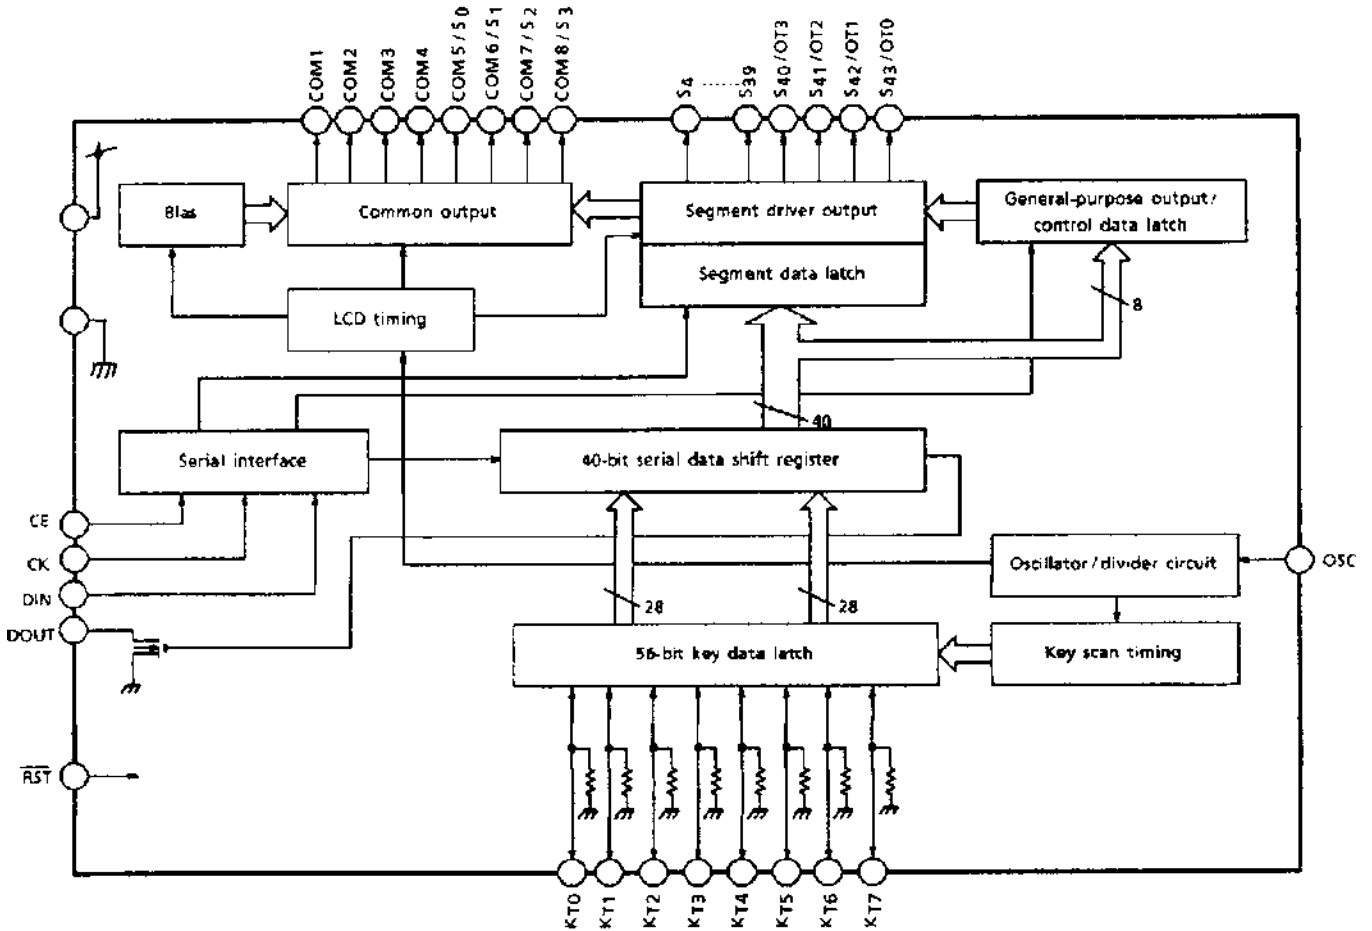 COM1
COM2
COM3
COM4
COM5/S0
COM6/S1
COM7/S2
COM8/S3
S4
S39
S40/OT3
S41/OT2
S42/OT1
S43/OT0
Bias
Common output
Segment driver output
General-purpose output/
control data latch
Segment data latch
LCD timing
8
40
Serial interface
40-bit serial data shift register
CE
CK
DIN
DOUT
Oscillator/divider circuit
OSC
28
28
56-bit key data latch
Key scan timing
RST
KT0
KT1
KT2
KT3
KT4
KT5
KT6
KT7